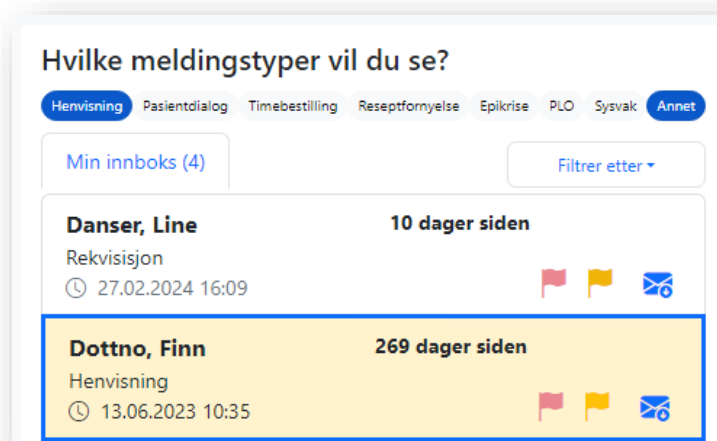 Hvilke meldingstyper vil du se?
Henvisning Pasientdialog Timebestilling Reseptfornyelse Epikrise PLO Sysvak Annet
Min innboks (4) Filtrer etter
Danser, Line 10 dager siden
Rekvisisjon
27.02.2024 16:09
Dottno, Finn 269 dager siden
Henvisning
13.06.2023 10:35